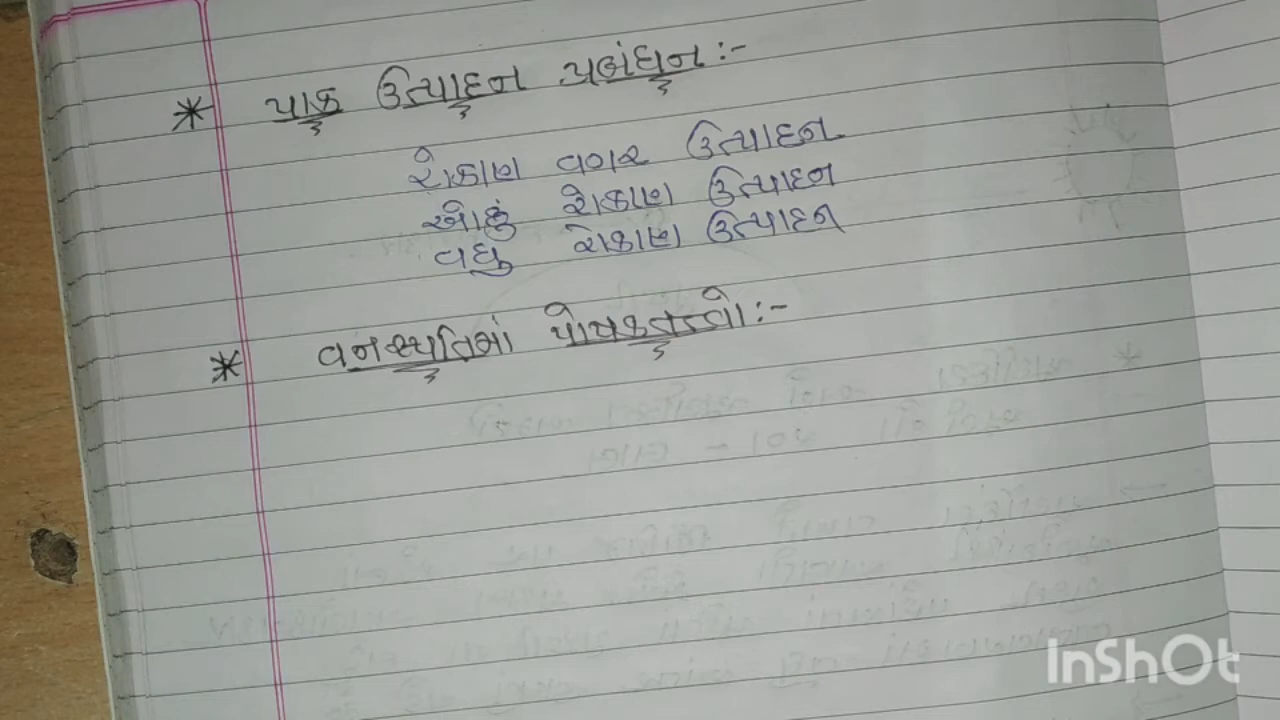 * પાક ઉત્પાદન પ્રબંધન :-
રોકાણ વગર ઉત્પાદન
ઓછું રોકાણ ઉત્પાદન
વધુ રોકાણ ઉત્પાદન
* વનસ્પતિમાં પોષકતત્વો :-
InShOt